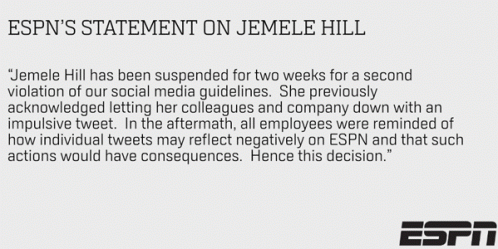 ESPN’S STATEMENT ON JEMELE HILL
“Jemele Hill has been suspended for two weeks for a second
violation of our social media guidelines.  She previously
acknowledged letting her colleagues and company down with an
impulsive tweet.  In the aftermath, all employees were reminded of
how individual tweets may reflect negatively on ESPN and that such
actions would have consequences.  Hence this decision.”
ESPN